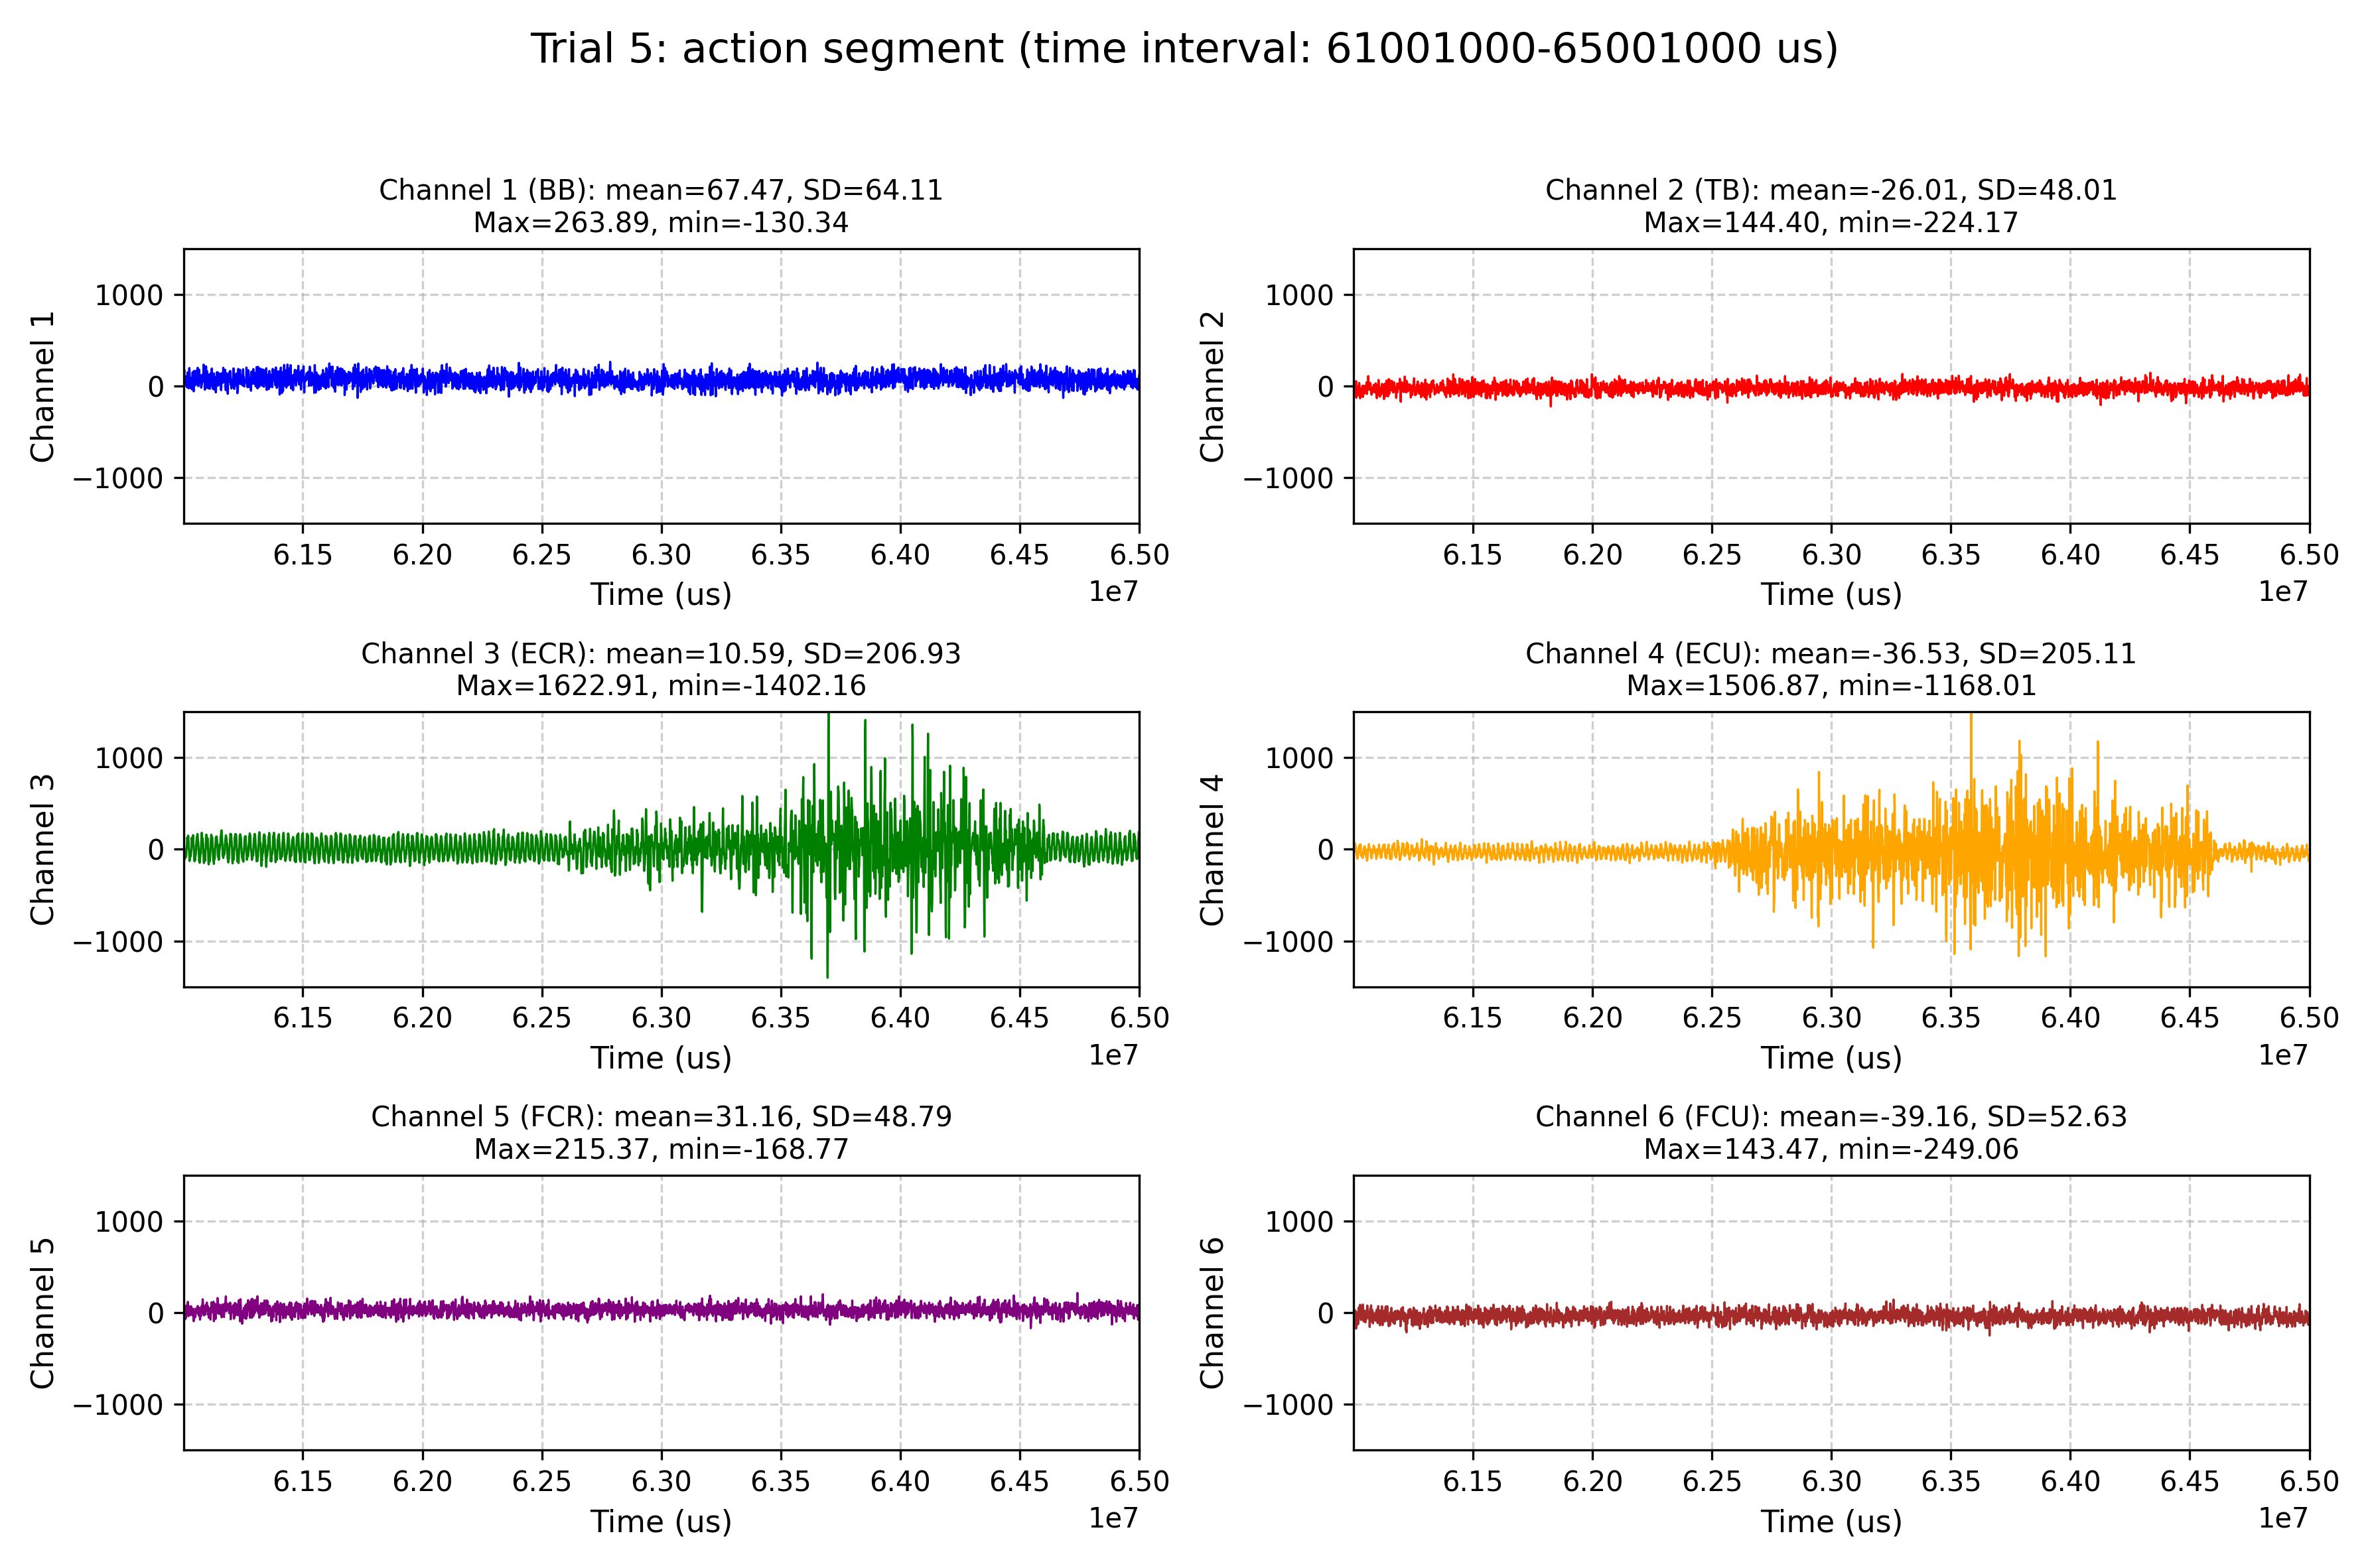 Trial 5: action segment (time interval: 61001000-65001000 us)
Channel 1 (BB): mean=67.47, SD=64.11
Max=263.89, min=-130.34
Channel 1
1000
0
−1000
6.15 6.20 6.25 6.30 6.35 6.40 6.45 6.50
Time (us)
1e7
Channel 2 (TB): mean=-26.01, SD=48.01
Max=144.40, min=-224.17
Channel 2
1000
0
−1000
6.15 6.20 6.25 6.30 6.35 6.40 6.45 6.50
Time (us)
1e7
Channel 3 (ECR): mean=10.59, SD=206.93
Max=1622.91, min=-1402.16
Channel 3
1000
0
−1000
6.15 6.20 6.25 6.30 6.35 6.40 6.45 6.50
Time (us)
1e7
Channel 4 (ECU): mean=-36.53, SD=205.11
Max=1506.87, min=-1168.01
Channel 4
1000
0
−1000
6.15 6.20 6.25 6.30 6.35 6.40 6.45 6.50
Time (us)
1e7
Channel 5 (FCR): mean=31.16, SD=48.79
Max=215.37, min=-168.77
Channel 5
1000
0
−1000
6.15 6.20 6.25 6.30 6.35 6.40 6.45 6.50
Time (us)
1e7
Channel 6 (FCU): mean=-39.16, SD=52.63
Max=143.47, min=-249.06
Channel 6
1000
0
−1000
6.15 6.20 6.25 6.30 6.35 6.40 6.45 6.50
Time (us)
1e7